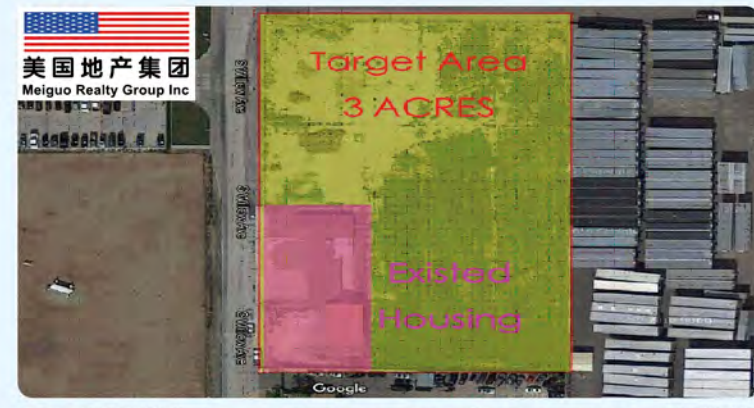 美国地产集团
Meiguo Realty Group Inc
Target Area
3 ACRES
Existed
Housing
Google